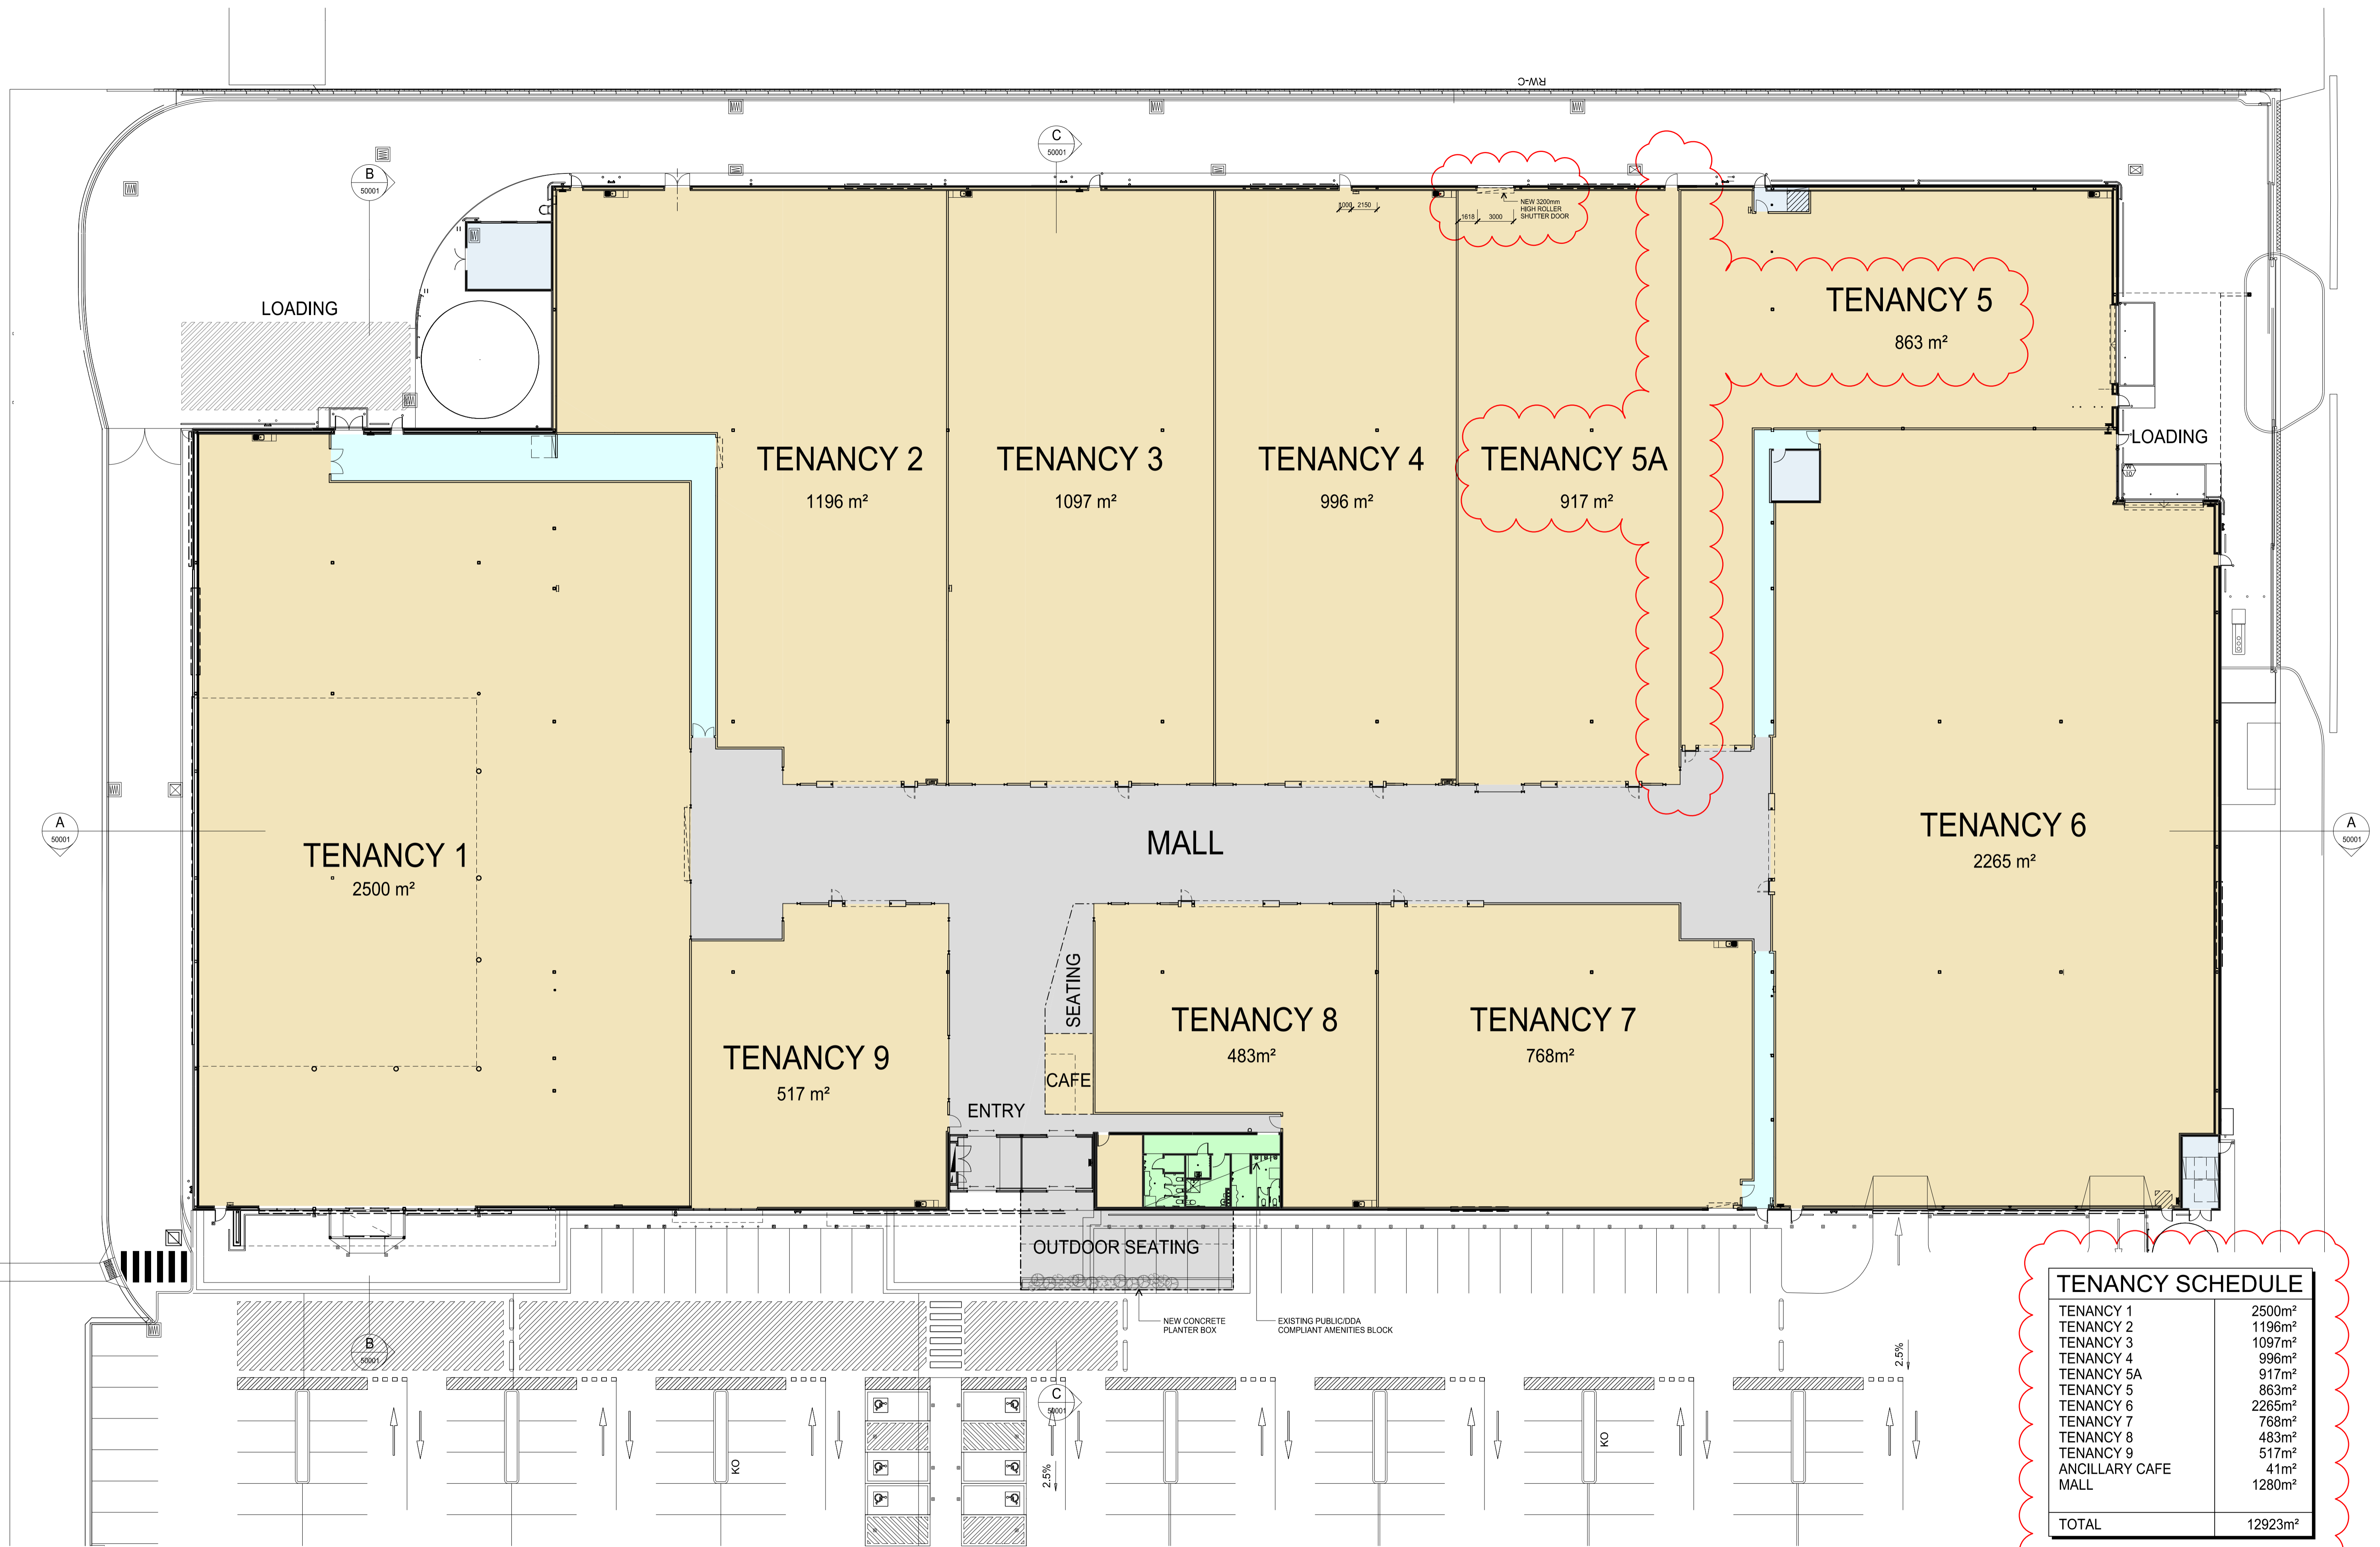 RW-C
C
50001
B
50001
NEW 3200mm
HIGH ROLLER
SHUTTER DOOR
1000 2150
1618 3000
LOADING
TENANCY 5
863 m²
LOADING
TENANCY 2
1196 m²
TENANCY 3
1097 m²
TENANCY 4
996 m²
TENANCY 5A
917 m²
A
50001
MALL
TENANCY 6
2265 m²
A
50001
TENANCY 1
2500 m²
SEATING
TENANCY 9
517 m²
CAFE
ENTRY
TENANCY 8
483m²
TENANCY 7
768m²
OUTDOOR SEATING
NEW CONCRETE
PLANTER BOX
EXISTING PUBLIC/DDA
COMPLIANT AMENITIES BLOCK
B
50001
C
50001
2.5%
2.5%
KO
KO
TENANCY SCHEDULE
TENANCY 1 2500m²
TENANCY 2 1196m²
TENANCY 3 1097m²
TENANCY 4 996m²
TENANCY 5A 917m²
TENANCY 5 863m²
TENANCY 6 2265m²
TENANCY 7 768m²
TENANCY 8 483m²
TENANCY 9 517m²
ANCILLARY CAFE 41m²
MALL 1280m²
TOTAL 12923m²